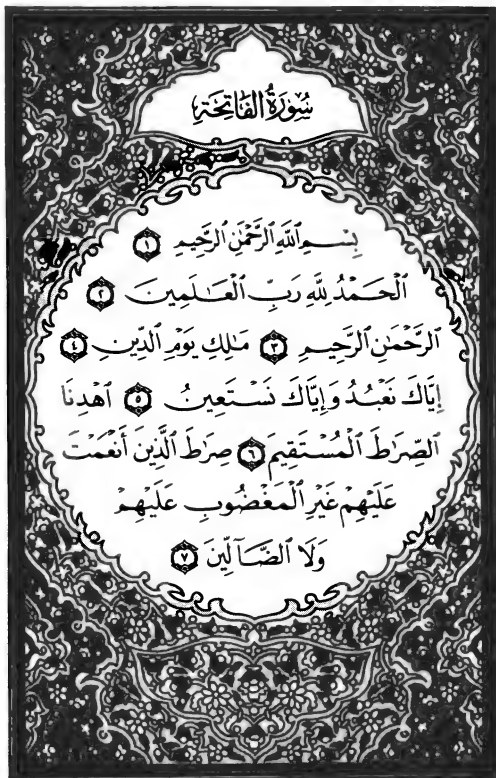 سُورَةُ الفَاتِحَةِ
بِسْمِ ٱللَّهِ ٱلرَّحْمَٰنِ ٱلرَّحِيمِ ١
ٱلْحَمْدُ لِلَّهِ رَبِّ ٱلْعَٰلَمِينَ ٢
ٱلرَّحْمَٰنِ ٱلرَّحِيمِ ٣ مَٰلِكِ يَوْمِ ٱلدِّينِ ٤
إِيَّاكَ نَعْبُدُ وَإِيَّاكَ نَسْتَعِينُ ٥ ٱهْدِنَا
ٱلصِّرَٰطَ ٱلْمُسْتَقِيمَ ٦ صِرَٰطَ ٱلَّذِينَ أَنْعَمْتَ
عَلَيْهِمْ غَيْرِ ٱلْمَغْضُوبِ عَلَيْهِمْ
وَلَا ٱلضَّآلِّينَ ٧